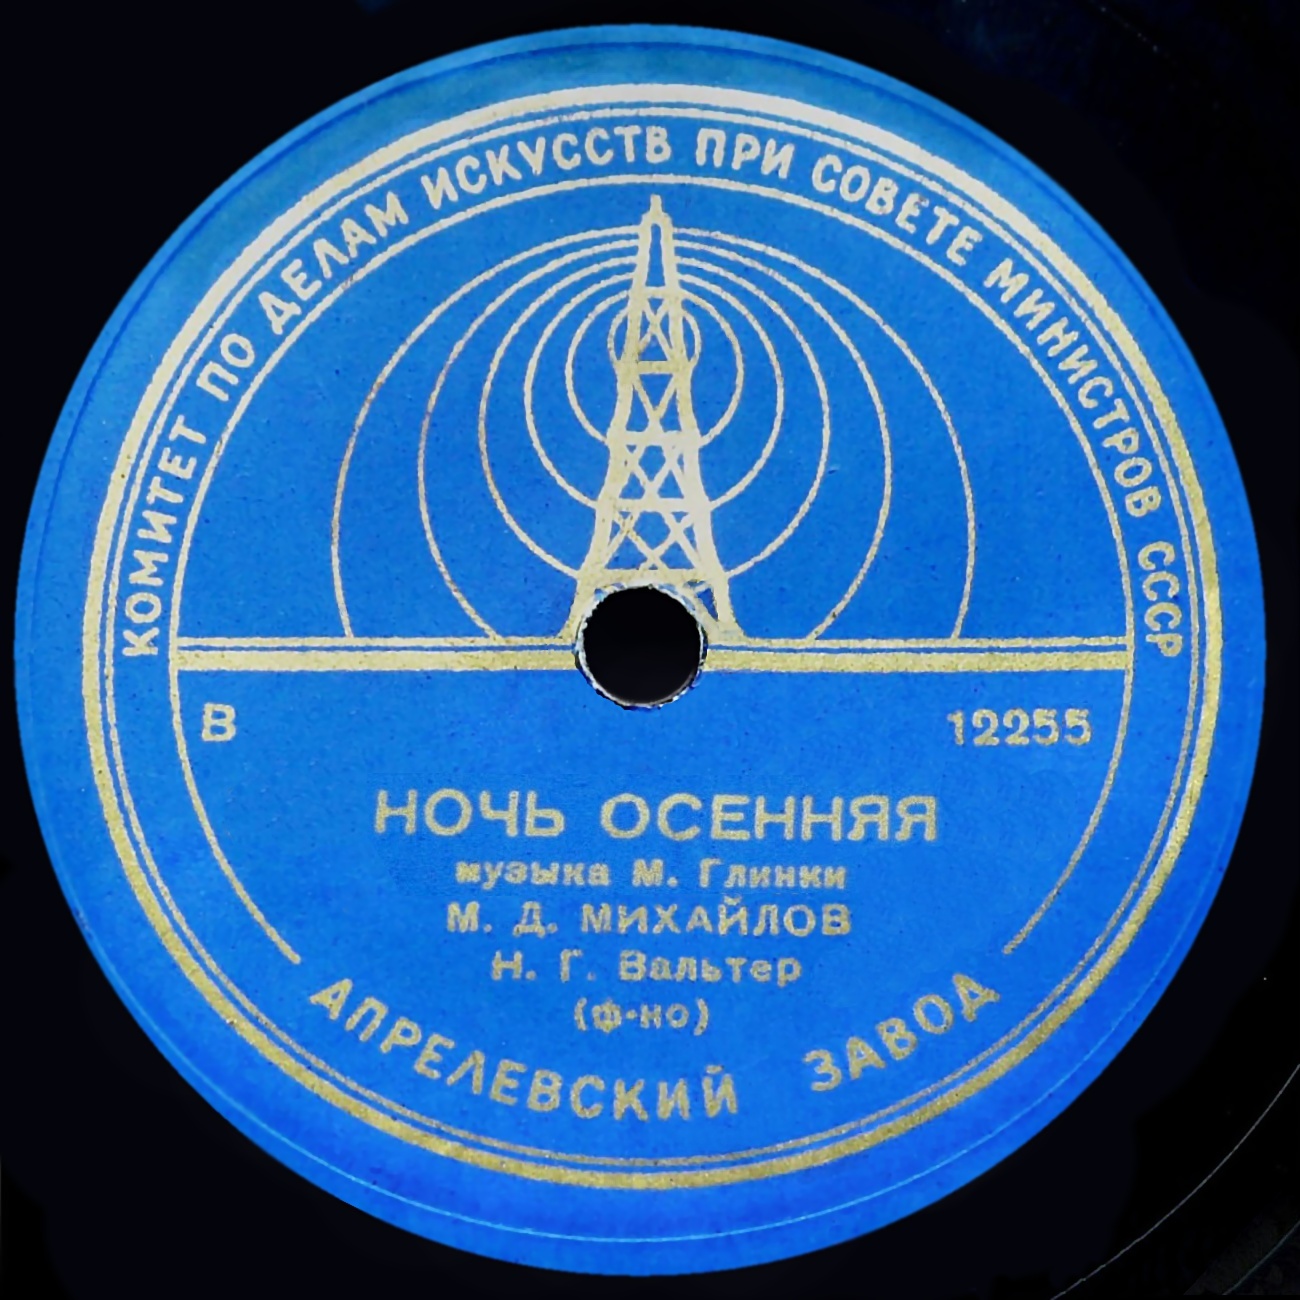 КОМИТЕТ ПО ДЕЛАМ ИСКУССТВ ПРИ СОВЕТЕ МИНИСТРОВ СССР
В 12255
НОЧЬ ОСЕННЯЯ
музыка М. Глинки
М. Д. МИХАЙЛОВ
Н. Г. Вальтер
(ф-но)
АПРЕЛЕВСКИЙ ЗАВОД